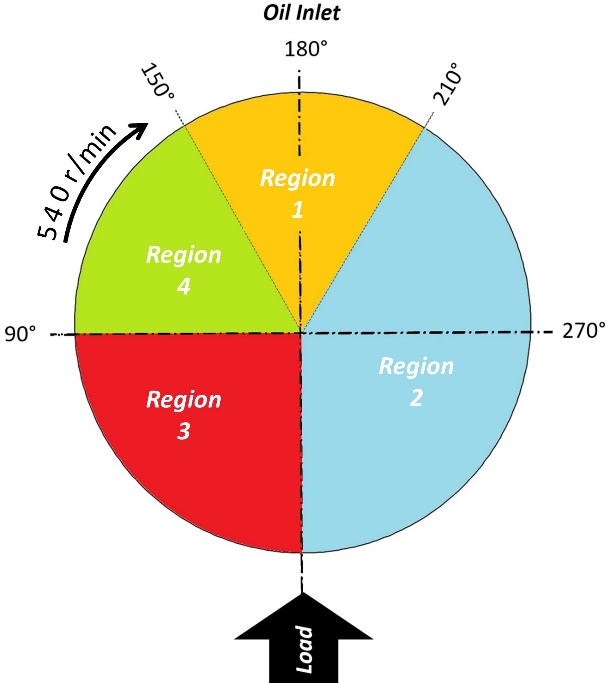 Oil Inlet
180°
150°
210°
540 r/min
Region
1
Region
4
90°
270°
Region
2
Region
3
Load